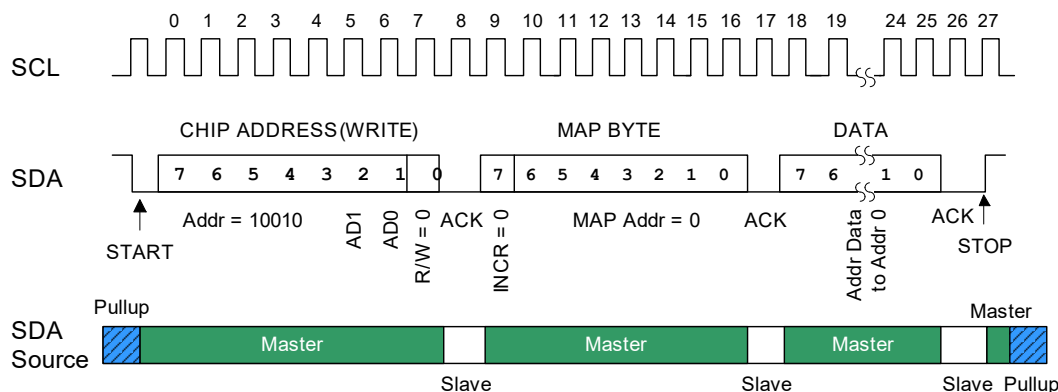 0 1 2 3 4 5 6 7 8 9 10 11 12 13 14 15 16 17 18 19 24 25 26 27
SCL
CHIP ADDRESS (WRITE) MAP BYTE DATA
SDA 7 6 5 4 3 2 1 0 7 6 5 4 3 2 1 0 7 6 1 0
START Addr = 10010 AD1 AD0 R/W = 0 ACK INCR = 0 MAP Addr = 0 ACK Addr Data to Addr 0 ACK STOP
Pullup Master
SDA Source Master Master Master
Slave Slave Slave Pullup